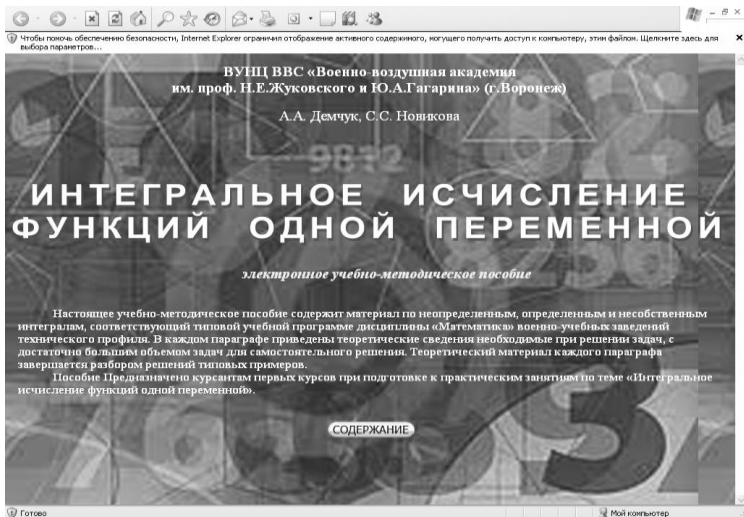 Чтобы помочь обеспечению безопасности, Internet Explorer ограничил отображение активного содержимого, могущего получить доступ к компьютеру, этим файлом. Щелкните здесь для
выбора параметров...
ВУНЦ ВВС «Военно-воздушная академия
им. проф. Н.Е.Жуковского и Ю.А.Гагарина» (г.Воронеж)
А.А. Демчук, С.С. Новикова
9812
ИНТЕГРАЛЬНОЕ ИСЧИСЛЕНИЕ
ФУНКЦИЙ ОДНОЙ ПЕРЕМЕННОЙ
электронное учебно-методическое пособие
Настоящее учебно-методическое пособие содержит материал по неопределенным, определенным и несобственным
интегралам, соответствующий типовой учебной программе дисциплины «Математика» военно-учебных заведений
технического профиля. В каждом параграфе приведены теоретические сведения необходимые при решении задач, с
достаточно большим объемом задач для самостоятельного решения. Теоретический материал каждого параграфа
завершается разбором решений типовых примеров.
Пособие Предназначено курсантам первых курсов при подготовке к практическим занятиям по теме «Интегральное
исчисление функций одной переменной».
СОДЕРЖАНИЕ
Готово
Мой компьютер